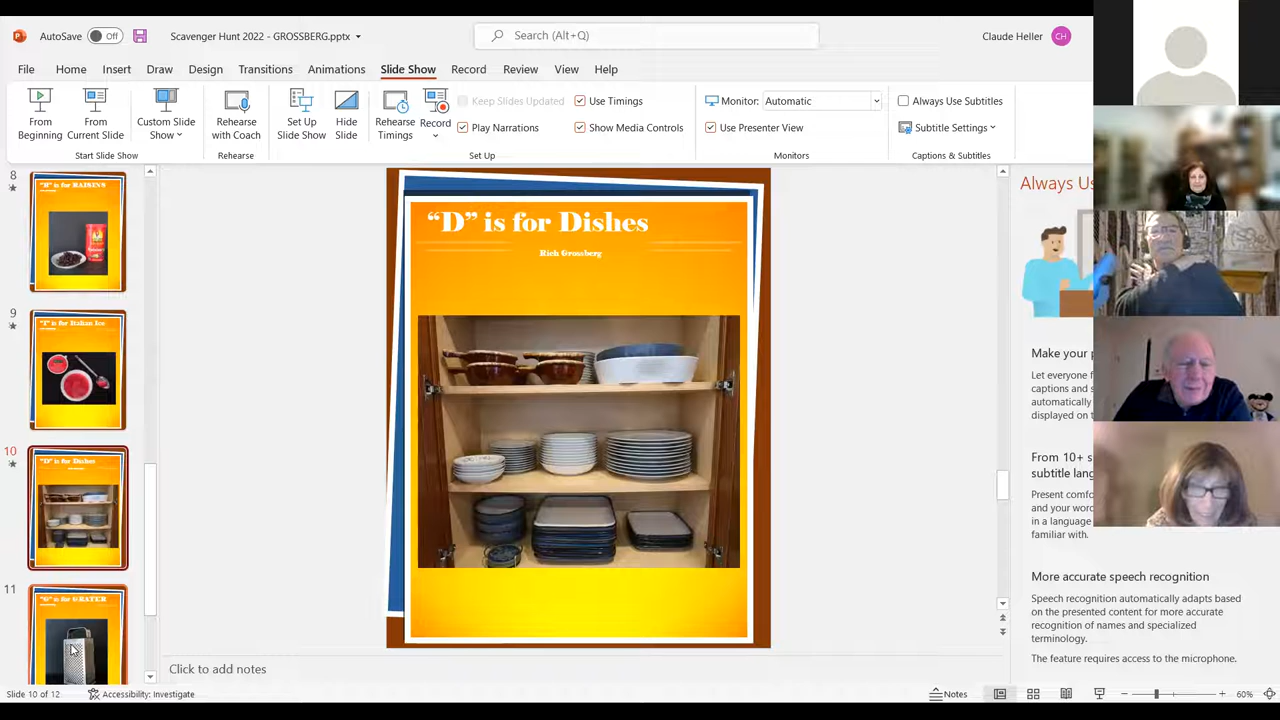 AutoSave Off Scavenger Hunt 2022 - GROSSBERG.pptx Search (Alt+Q) Claude Heller CH
File Home Insert Draw Design Transitions Animations Slide Show Record Review View Help
From Beginning
From Current Slide
Custom Slide Show
Start Slide Show
Rehearse with Coach
Rehearse
Set Up Slide Show
Hide Slide
Rehearse Timings
Record
Keep Slides Updated
Use Timings
Play Narrations
Show Media Controls
Set Up
Monitor: Automatic
Use Presenter View
Monitors
Always Use Subtitles
Subtitle Settings
Captions & Subtitles
8
"R" is for RAISINS
9
"I" is for Italian Ice
10
"D" is for Dishes
11
"G" is for GRATER
“D” is for Dishes
Rich Grossberg
Click to add notes
Always Us
Make your p
Let everyone f
captions and s
automatically
displayed on t
From 10+ s
subtitle lang
Present comfo
and your word
in a language
familiar with.
More accurate speech recognition
Speech recognition automatically adapts based
on the presented content for more accurate
recognition of names and specialized
terminology.
The feature requires access to the microphone.
Slide 10 of 12 Accessibility: Investigate Notes 60%